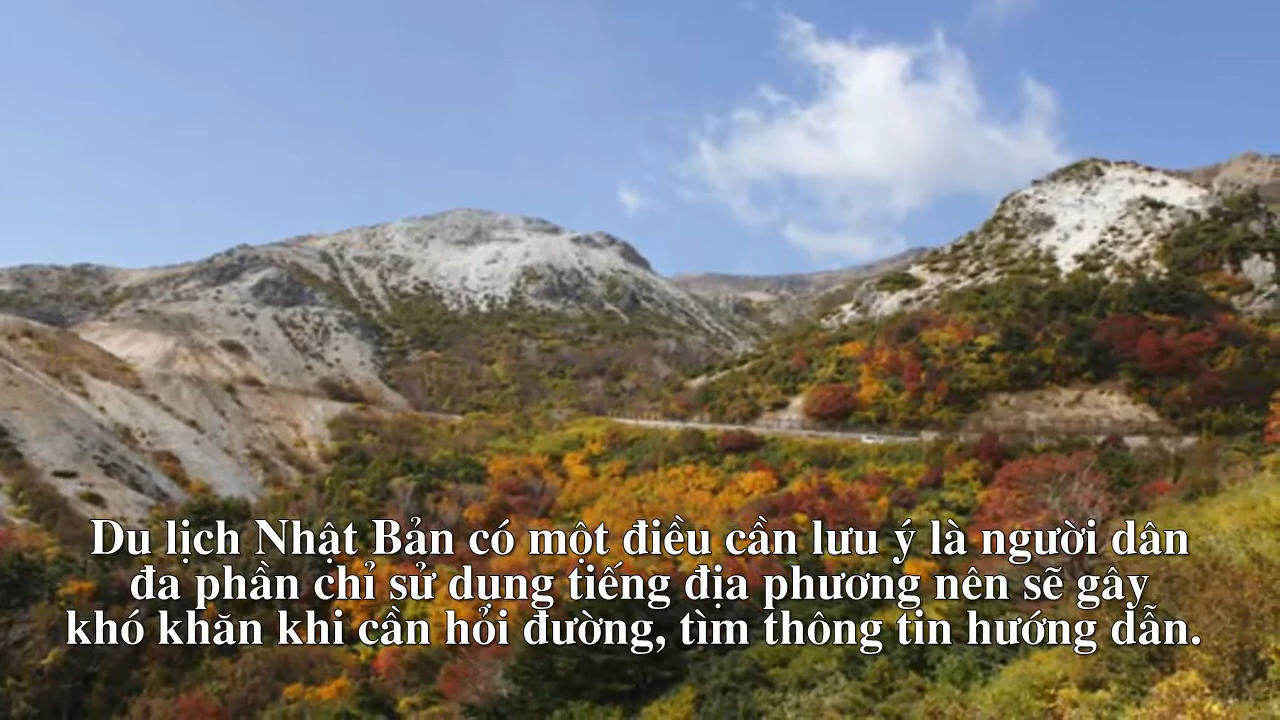 Du lịch Nhật Bản có một điều cần lưu ý là người dân
đa phần chỉ sử dụng tiếng địa phương nên sẽ gây
khó khăn khi cần hỏi đường, tìm thông tin hướng dẫn.